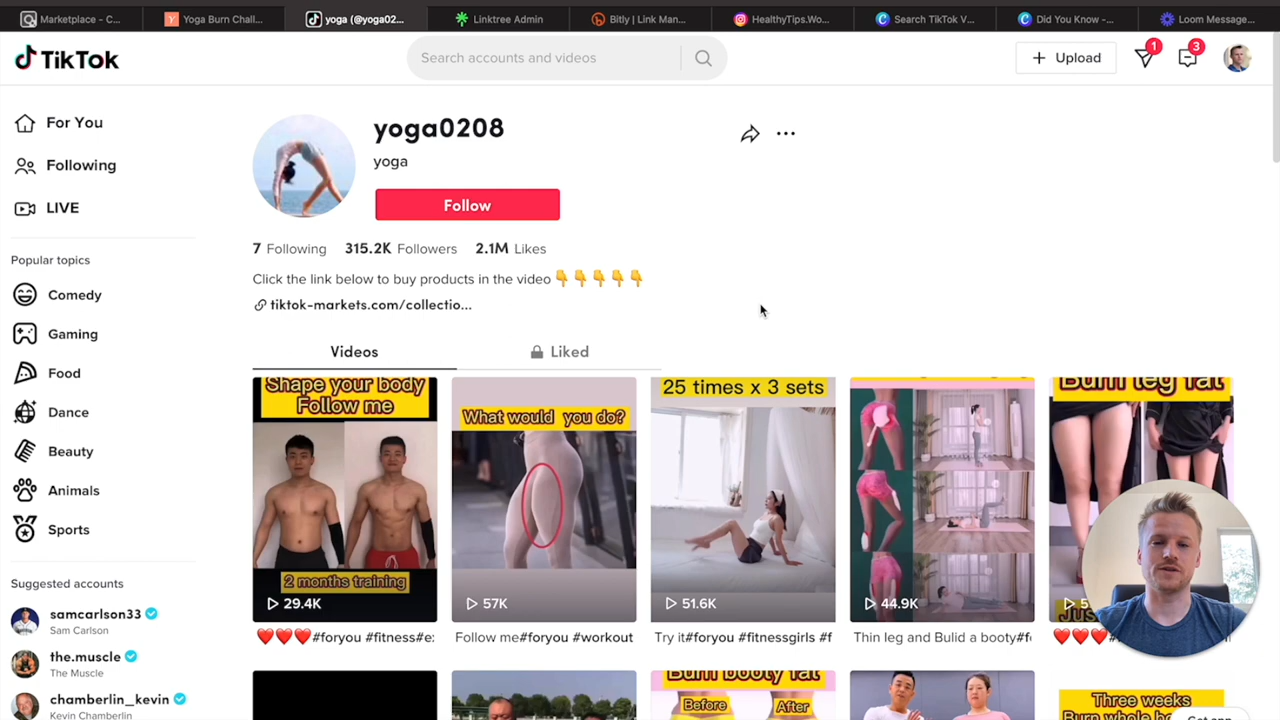 Marketplace - C...
Yoga Burn Chall...
yoga (@yoga02...
Linktree Admin
Bitly | Link Man...
HealthyTips.Wo...
Search TikTok V...
Did You Know -...
Loom Message...
TikTok
Search accounts and videos
+ Upload
1
3
For You
Following
LIVE
Popular topics
Comedy
Gaming
Food
Dance
Beauty
Animals
Sports
Suggested accounts
samcarlson33
Sam Carlson
the.muscle
The Muscle
chamberlin_kevin
Kevin Chamberlin
yoga0208
yoga
Follow
7 Following 315.2K Followers 2.1M Likes
Click the link below to buy products in the video 👇👇👇👇👇
tiktok-markets.com/collectio...
Videos
Liked
Shape your body
Follow me
2 months training
29.4K
❤️❤️❤️#foryou #fitness#e
What would you do?
57K
Follow me#foryou #workout
25 times x 3 sets
51.6K
Try it#foryou #fitnessgirls #f
44.9K
Thin leg and Bulid a booty#f
Burn leg fat
❤️❤️❤️
Burn booty fat
Before
After
Three weeks
Get app